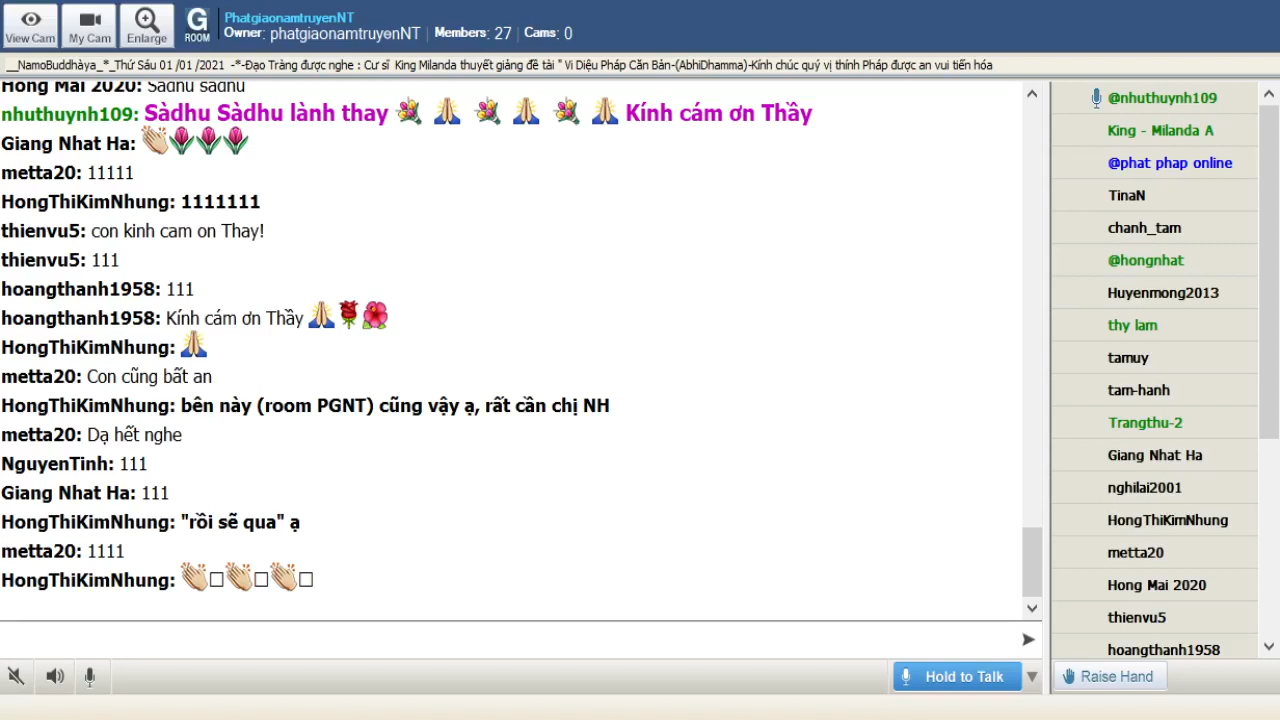 View Cam
My Cam
Enlarge
G
ROOM
PhatgiaonamtruyenNT
Owner: phatgiaonamtruyenNT | Members: 27 | Cams: 0
__NamoBuddhàya_*_Thứ Sáu 01 /01 /2021 -*-Đạo Tràng được nghe : Cư sĩ King Milanda thuyết giảng đề tài " Vi Diệu Pháp Căn Bản-(AbhiDhamma)-Kính chúc quý vị thính Pháp được an vui tiến hóa
Hong Mai 2020: Sadhu sadhu
nhuthuynh109: Sàdhu Sàdhu lành thay 💐 🙏 💐 🙏 💐 🙏 Kính cám ơn Thầy
Giang Nhat Ha: 👏🌷🌷🌷
metta20: 11111
HongThiKimNhung: 1111111
thienvu5: con kinh cam on Thay!
thienvu5: 111
hoangthanh1958: 111
hoangthanh1958: Kính cám ơn Thầy 🙏🌹🌺
HongThiKimNhung: 🙏
metta20: Con cũng bất an
HongThiKimNhung: bên này (room PGNT) cũng vậy ạ, rất cần chị NH
metta20: Dạ hết nghe
NguyenTinh: 111
Giang Nhat Ha: 111
HongThiKimNhung: "rồi sẽ qua" ạ
metta20: 1111
HongThiKimNhung: 👏□👏□👏□
@nhuthuynh109
King - Milanda A
@phat phap online
TinaN
chanh_tam
@hongnhat
Huyenmong2013
thy lam
tamuy
tam-hanh
Trangthu-2
Giang Nhat Ha
nghilai2001
HongThiKimNhung
metta20
Hong Mai 2020
thienvu5
hoangthanh1958
Hold to Talk
Raise Hand